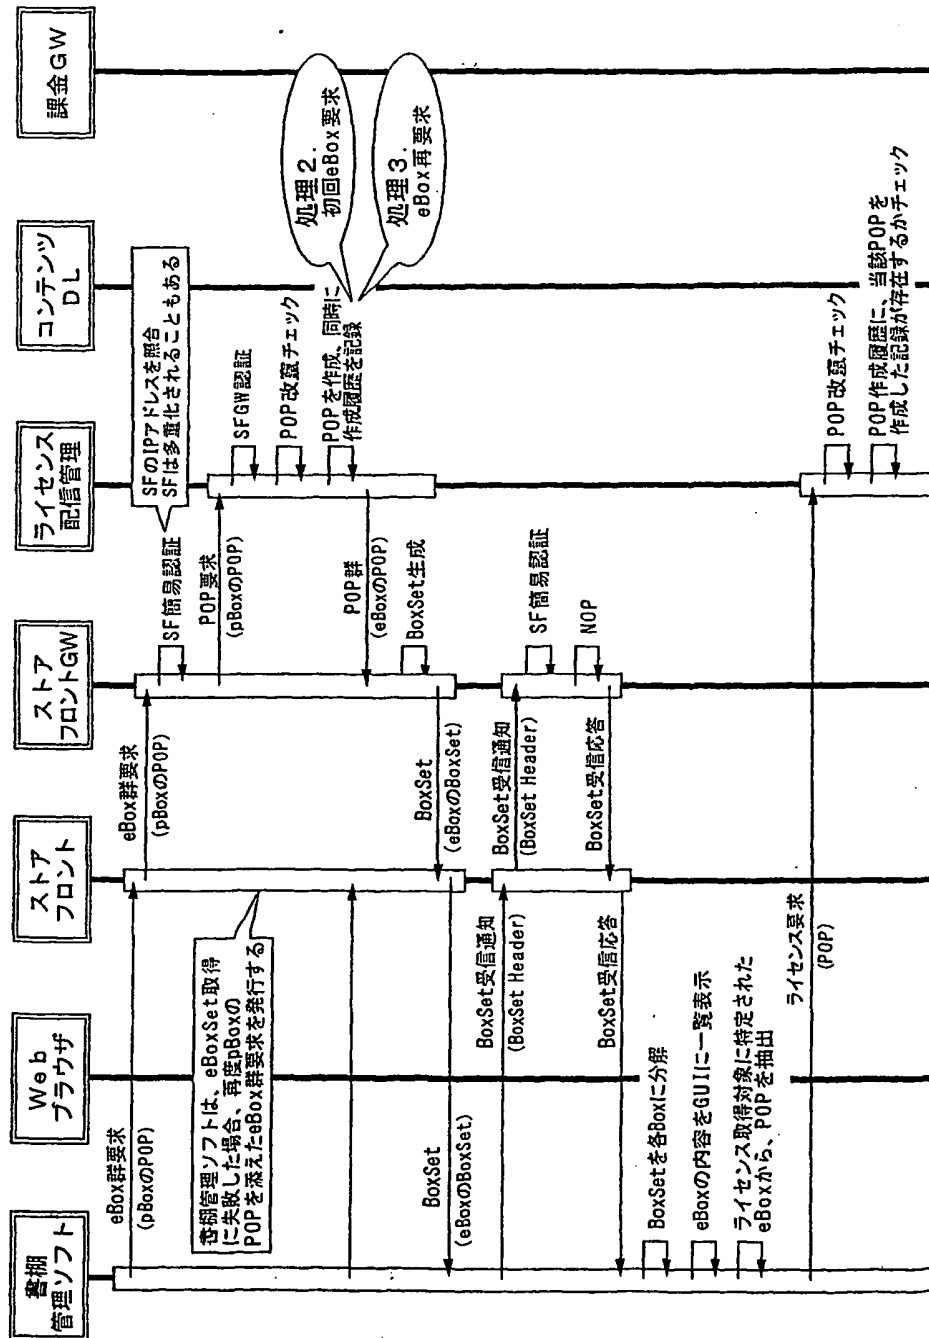 書棚
管理ソフト
Web
ブラウザ
ストア
フロント
ストア
フロントGW
ライセンス
配信管理
コンテンツ
DL
課金GW
eBox群要求
(pBoxのPOP)
eBox群要求
(pBoxのPOP)
SF簡易認証
SFのIPアドレスを照合
SFは多重化されることもある
POP要求
(pBoxのPOP)
SFGW認証
POP改竄チェック
POPを作成、同時に
作成履歴を記録
処理2.
初回eBox要求
処理3.
eBox再要求
書棚管理ソフトは、eBoxSet取得
に失敗した場合、再度pBoxの
POPを添えたeBox群要求を発行する
POP群
(eBoxのPOP)
BoxSet生成
BoxSet
(eBoxのBoxSet)
BoxSet
(eBoxのBoxSet)
BoxSet受信通知
(BoxSet Header)
BoxSet受信通知
(BoxSet Header)
SF簡易認証
NOP
BoxSet受信応答
BoxSet受信応答
BoxSetを各Boxに分解
eBoxの内容をGUIに一覧表示
ライセンス取得対象に特定された
eBoxから、POPを抽出
ライセンス要求
(POP)
POP改竄チェック
POP作成履歴に、当該POPを
作成した記録が存在するかチェック